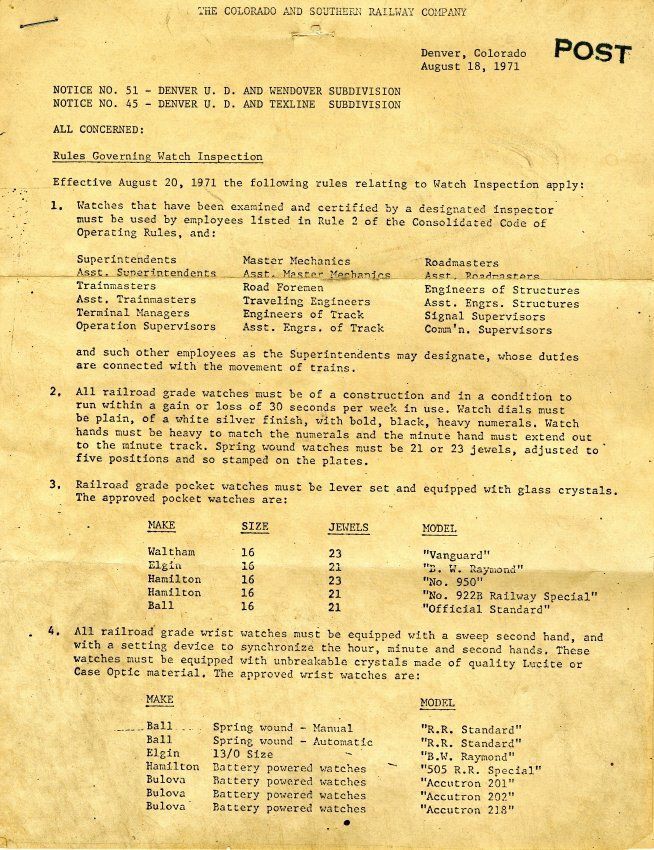 THE COLORADO AND SOUTHERN RAILWAY COMPANY
Denver, Colorado POST
August 18, 1971
NOTICE NO. 51 - DENVER U. D. AND WENDOVER SUBDIVISION
NOTICE NO. 45 - DENVER U. D. AND TEXLINE SUBDIVISION
ALL CONCERNED:
Rules Governing Watch Inspection
Effective August 20, 1971 the following rules relating to Watch Inspection apply:
1. Watches that have been examined and certified by a designated inspector
must be used by employees listed in Rule 2 of the Consolidated Code of
Operating Rules, and:
Superintendents Master Mechanics Roadmasters
Asst. Superintendents Asst. Master Mechanics Asst. Roadmasters
Trainmasters Road Foremen Engineers of Structures
Asst. Trainmasters Traveling Engineers Asst. Engrs. Structures
Terminal Managers Engineers of Track Signal Supervisors
Operation Supervisors Asst. Engrs. of Track Comm'n. Supervisors
and such other employees as the Superintendents may designate, whose duties
are connected with the movement of trains.
2. All railroad grade watches must be of a construction and in a condition to
run within a gain or loss of 30 seconds per week in use. Watch dials must
be plain, of a white silver finish, with bold, black, heavy numerals. Watch
hands must be heavy to match the numerals and the minute hand must extend out
to the minute track. Spring wound watches must be 21 or 23 jewels, adjusted to
five positions and so stamped on the plates.
3. Railroad grade pocket watches must be lever set and equipped with glass crystals.
The approved pocket watches are:
MAKE SIZE JEWELS MODEL
Waltham 16 23 "Vanguard"
Elgin 16 21 "B. W. Raymond"
Hamilton 16 23 "No. 950"
Hamilton 16 21 "No. 922B Railway Special"
Ball 16 21 "Official Standard"
4. All railroad grade wrist watches must be equipped with a sweep second hand, and
with a setting device to synchronize the hour, minute and second hands. These
watches must be equipped with unbreakable crystals made of quality Lucite or
Case Optic material. The approved wrist watches are:
MAKE MODEL
Ball Spring wound - Manual "R.R. Standard"
Ball Spring wound - Automatic "R.R. Standard"
Elgin 13/0 Size "B.W. Raymond"
Hamilton Battery powered watches "505 R.R. Special"
Bulova Battery powered watches "Accutron 201"
Bulova Battery powered watches "Accutron 202"
Bulova Battery powered watches "Accutron 218"